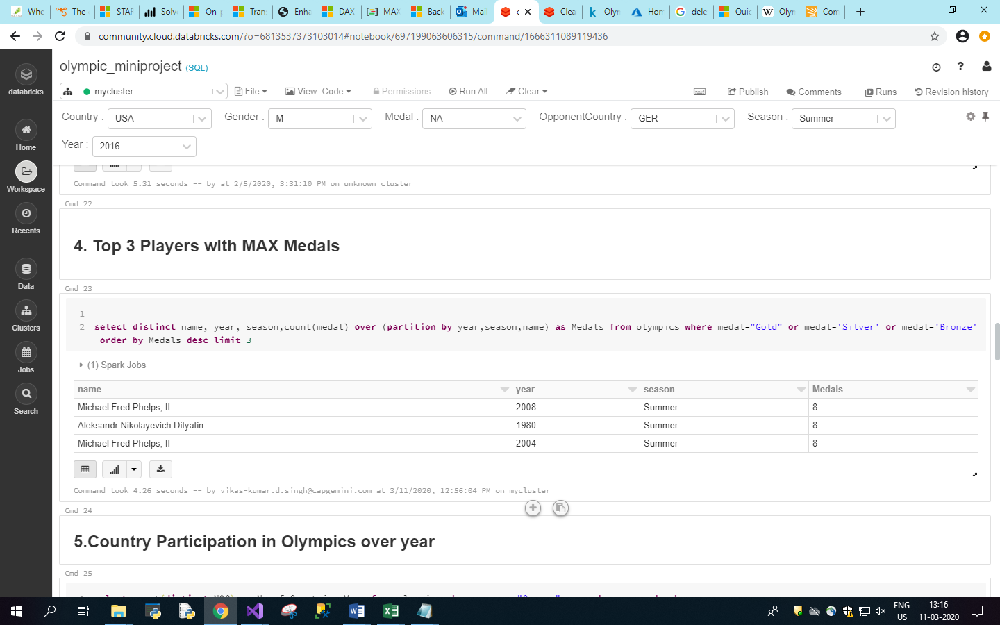 Whe
The
STAF
Solv
On-p
Tran
Enha
DAX
MAX
Back
Mail
c
Clea
Olyn
Hon
dele
Quic
Olyn
Com
community.cloud.databricks.com/?o=6813537373103014#notebook/697199063606315/command/1666311089119436
databricks
Home
Workspace
Recents
Data
Clusters
Jobs
Search
olympic_miniproject (SQL)
mycluster
File
View: Code
Permissions
Run All
Clear
Publish
Comments
Runs
Revision history
Country : USA
Gender : M
Medal : NA
OpponentCountry : GER
Season : Summer
Year : 2016
Command took 5.31 seconds -- by at 2/5/2020, 3:31:10 PM on unknown cluster
Cmd 22
4. Top 3 Players with MAX Medals
Cmd 23
1
2 select distinct name, year, season,count(medal) over (partition by year,season,name) as Medals from olympics where medal="Gold" or medal='Silver' or medal='Bronze'
order by Medals desc limit 3
(1) Spark Jobs
name year season Medals
Michael Fred Phelps, II 2008 Summer 8
Aleksandr Nikolayevich Dityatin 1980 Summer 8
Michael Fred Phelps, II 2004 Summer 8
Command took 4.26 seconds -- by vikas-kumar.d.singh@capgemini.com at 3/11/2020, 12:56:04 PM on mycluster
Cmd 24
5.Country Participation in Olympics over year
Cmd 25
ENG
US
13:16
11-03-2020